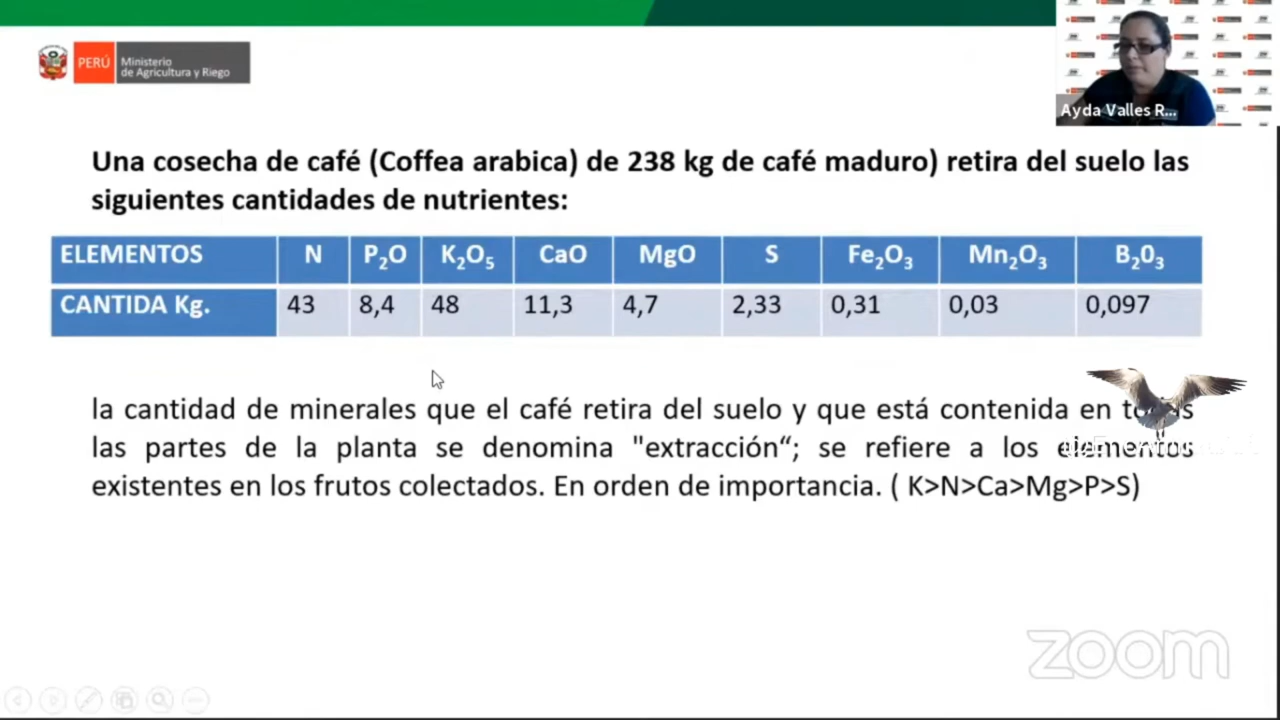 PERÚ
Ministerio
de Agricultura y Riego
Ayda Valles R...
Una cosecha de café (Coffea arabica) de 238 kg de café maduro) retira del suelo las
siguientes cantidades de nutrientes:
ELEMENTOS N P₂O K₂O₅ CaO MgO S Fe₂O₃ Mn₂O₃ B₂0₃
CANTIDA Kg. 43 8,4 48 11,3 4,7 2,33 0,31 0,03 0,097
la cantidad de minerales que el café retira del suelo y que está contenida en todas
las partes de la planta se denomina "extracción“; se refiere a los elementos
existentes en los frutos colectados. En orden de importancia. ( K>N>Ca>Mg>P>S)
zoom